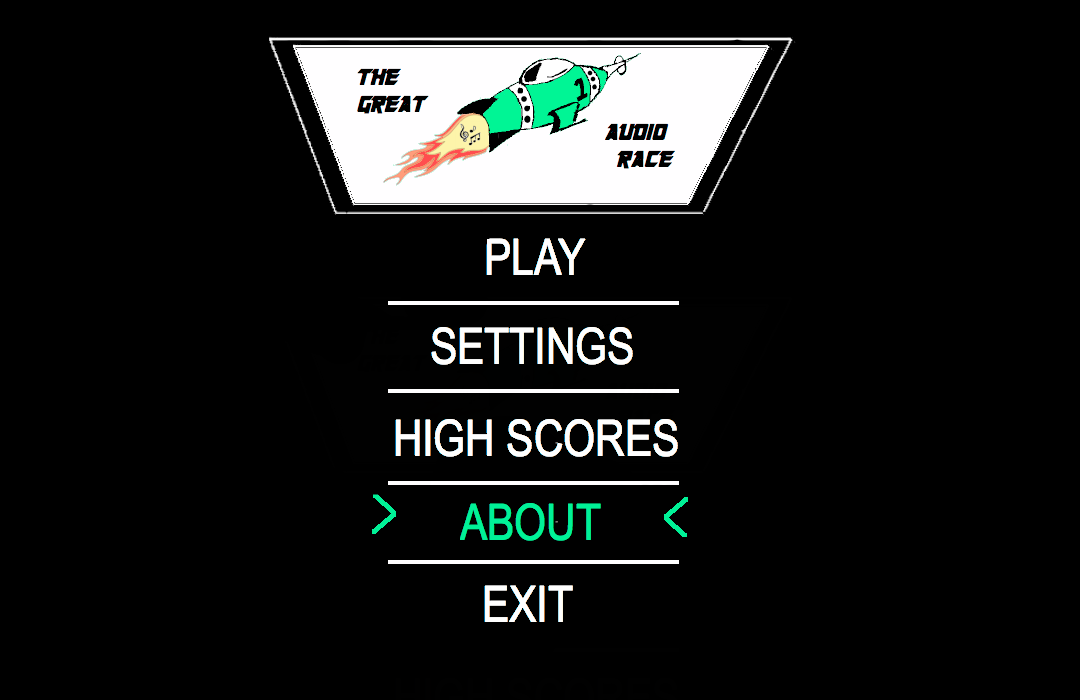 THE
GREAT
1
AUDIO
RACE
PLAY
SETTINGS
HIGH SCORES
> ABOUT <
EXIT